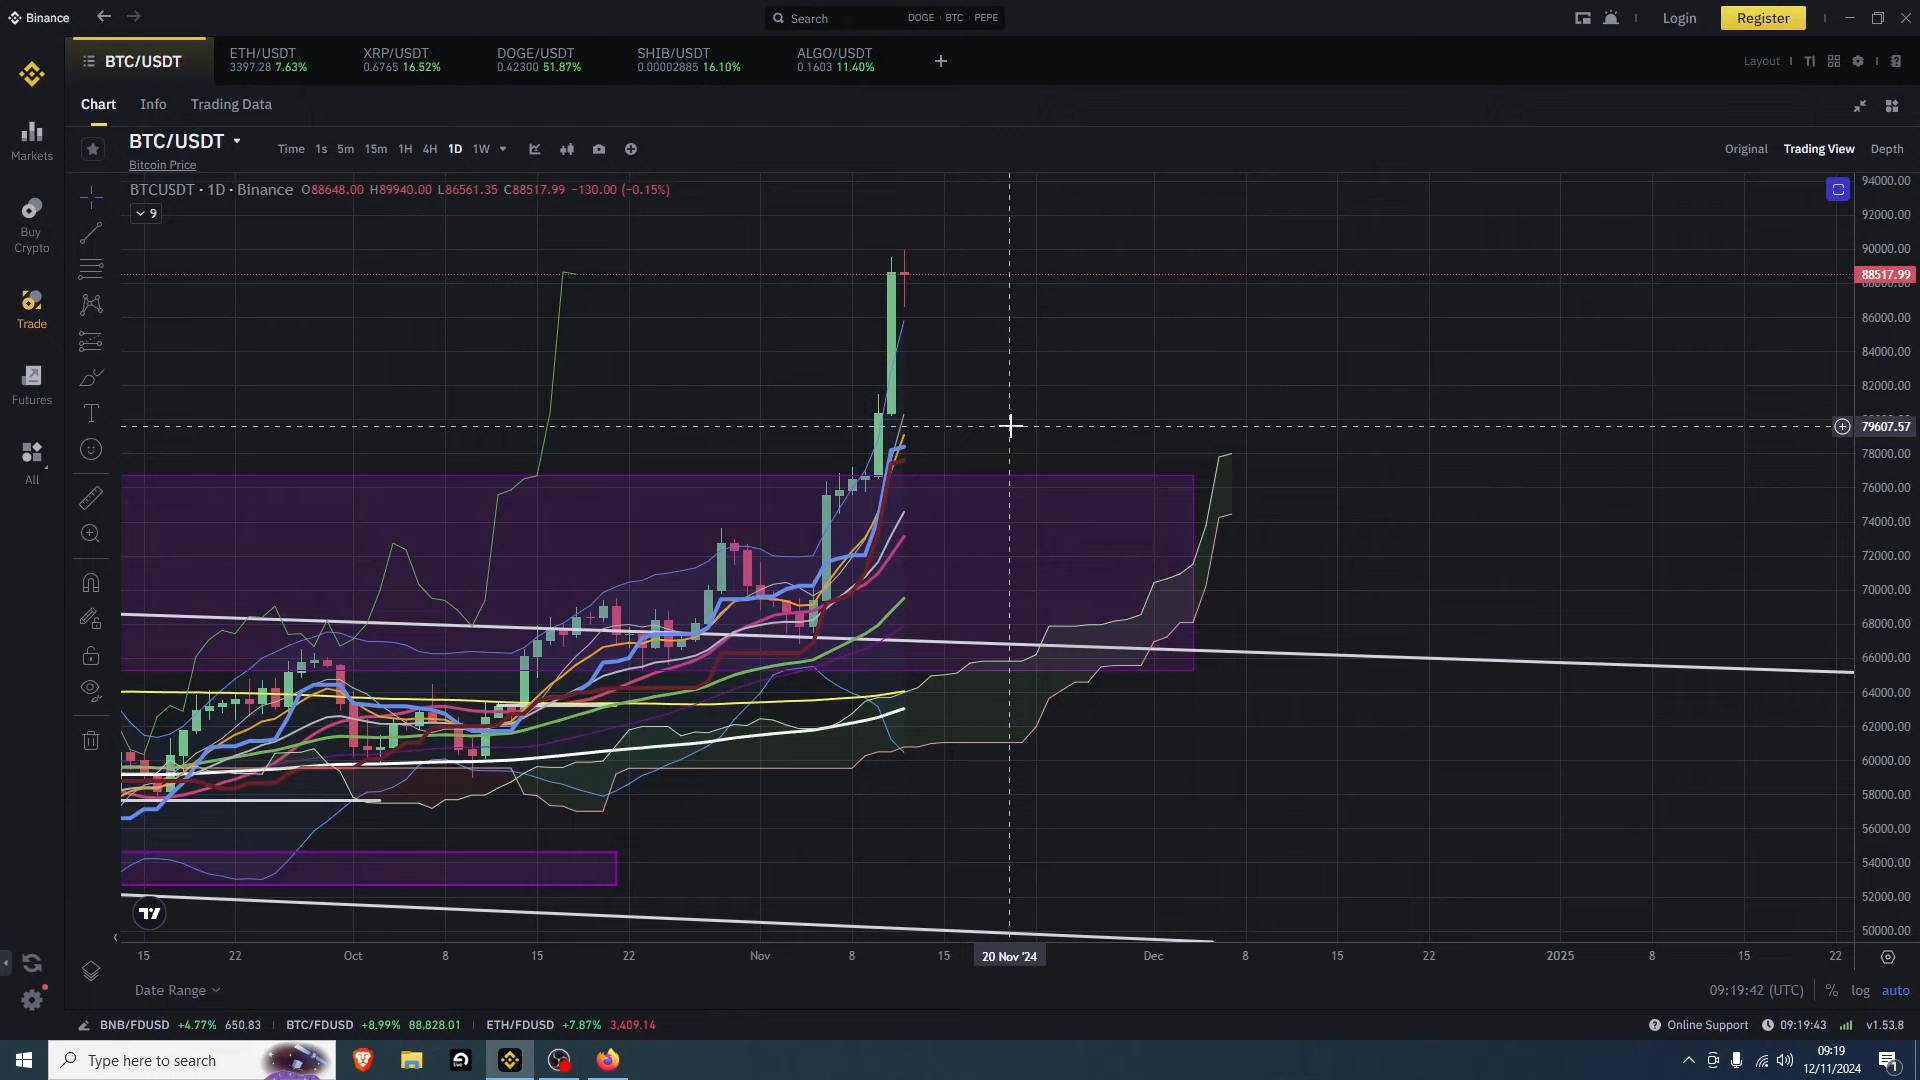 Binance
Search DOGE · BTC · PEPE
Login Register
BTC/USDT
ETH/USDT
3397.28 7.63%
XRP/USDT
0.6765 16.52%
DOGE/USDT
0.42300 51.87%
SHIB/USDT
0.00002885 16.10%
ALGO/USDT
0.1603 11.40%
Layout
Chart Info Trading Data
Markets
Buy
Crypto
Trade
Futures
All
BTC/USDT
Bitcoin Price
Time 1s 5m 15m 1H 4H 1D 1W
Original Trading View Depth
BTCUSDT · 1D · Binance O88648.00 H89940.00 L86561.35 C88517.99 −130.00 (−0.15%)
9
94000.00
92000.00
90000.00
88517.99
88000.00
86000.00
84000.00
82000.00
79607.57
78000.00
76000.00
74000.00
72000.00
70000.00
68000.00
66000.00
64000.00
62000.00
60000.00
58000.00
56000.00
54000.00
52000.00
50000.00
15 22 Oct 8 15 22 Nov 8 15 20 Nov '24 Dec 8 15 22 2025 8 15 22
Date Range
09:19:42 (UTC) % log auto
BNB/FDUSD +4.77% 650.83 BTC/FDUSD +8.99% 88,828.01 ETH/FDUSD +7.87% 3,409.14
Online Support 09:19:43 v1.53.8
Type here to search
09:19
12/11/2024
1